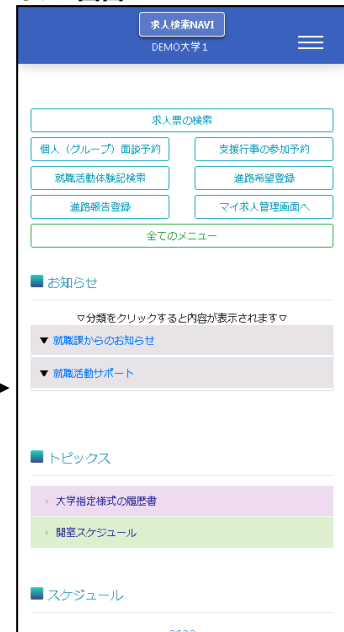 求人検索NAVI
DEMO大学1
求人票の検索
個人（グループ）面談予約
支援行事の参加予約
就職活動体験記検索
進路希望登録
進路報告登録
マイ求人管理画面へ
全てのメニュー
お知らせ
▽分類をクリックすると内容が表示されます▽
▼ 就職課からのお知らせ
▼ 就職活動サポート
トピックス
大学指定様式の履歴書
開室スケジュール
スケジュール